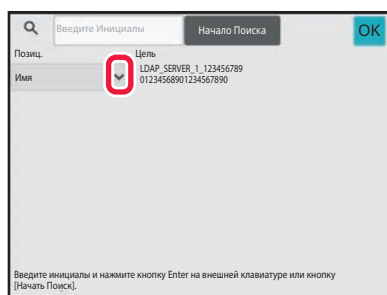 Введите Инициалы
Начало Поиска
OK
Позиц.
Цель
Имя
LDAP_SERVER_1_123456789
01234568901234567890
Введите инициалы и нажмите кнопку Enter на внешней клавиатуре или кнопку
[Начать Поиск].